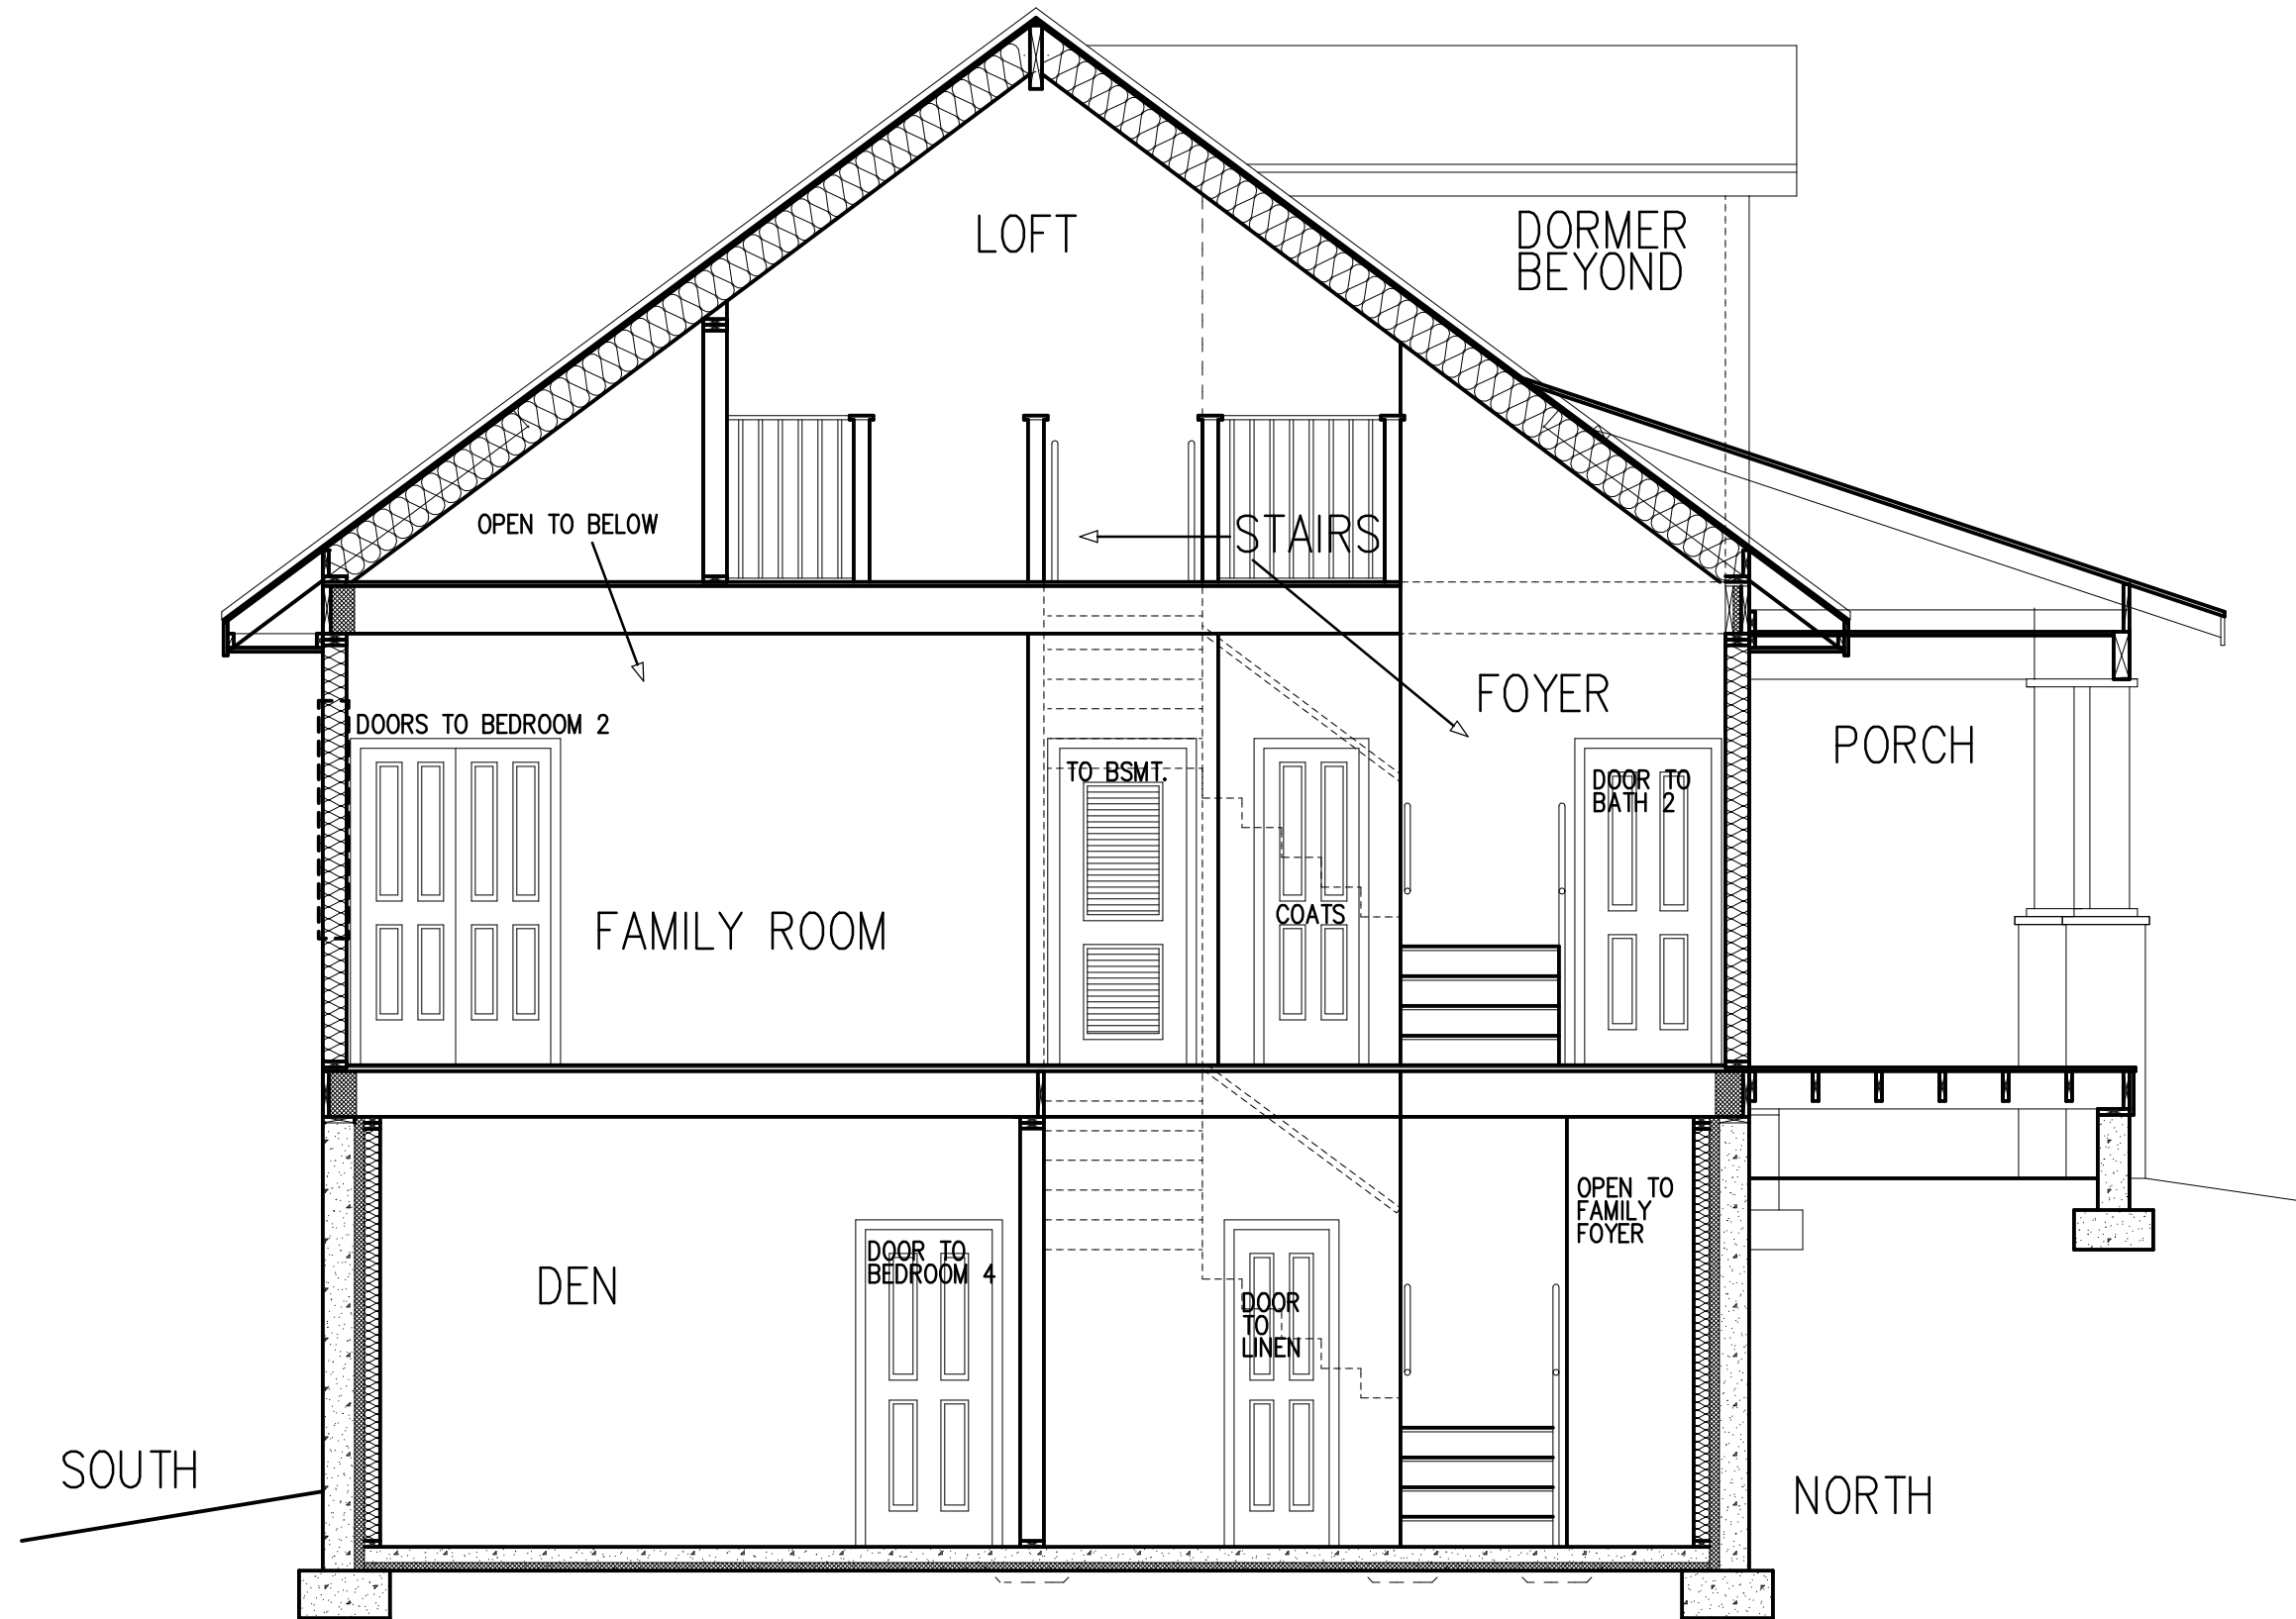 LOFT
DORMER
BEYOND
OPEN TO BELOW
STAIRS
FOYER
DOORS TO BEDROOM 2
PORCH
TO BSMT.
DOOR TO
BATH 2
COATS
FAMILY ROOM
OPEN TO
FAMILY
FOYER
DOOR TO
BEDROOM 4
DEN
DOOR
TO
LINEN
SOUTH
NORTH